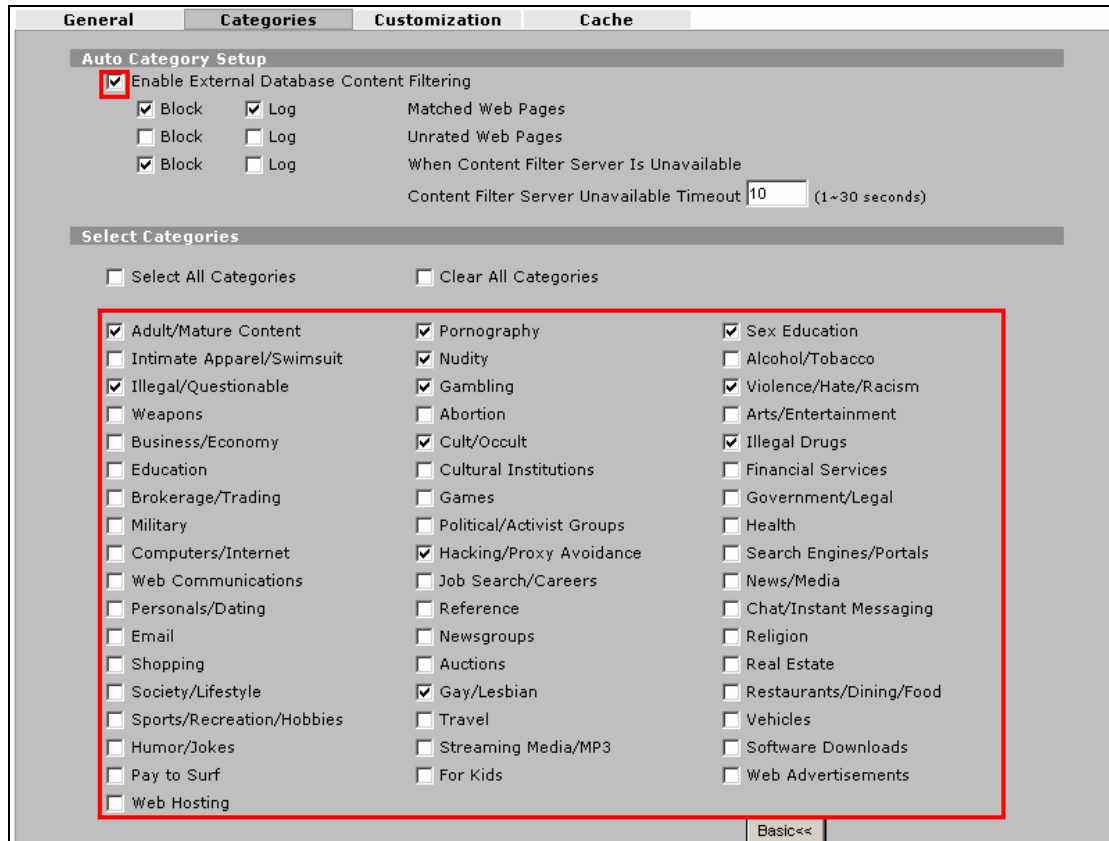 General Categories Customization Cache
Auto Category Setup
Enable External Database Content Filtering
Block Log Matched Web Pages
Block Log Unrated Web Pages
Block Log When Content Filter Server Is Unavailable
Content Filter Server Unavailable Timeout 10 (1~30 seconds)
Select Categories
Select All Categories Clear All Categories
Adult/Mature Content Pornography Sex Education
Intimate Apparel/Swimsuit Nudity Alcohol/Tobacco
Illegal/Questionable Gambling Violence/Hate/Racism
Weapons Abortion Arts/Entertainment
Business/Economy Cult/Occult Illegal Drugs
Education Cultural Institutions Financial Services
Brokerage/Trading Games Government/Legal
Military Political/Activist Groups Health
Computers/Internet Hacking/Proxy Avoidance Search Engines/Portals
Web Communications Job Search/Careers News/Media
Personals/Dating Reference Chat/Instant Messaging
Email Newsgroups Religion
Shopping Auctions Real Estate
Society/Lifestyle Gay/Lesbian Restaurants/Dining/Food
Sports/Recreation/Hobbies Travel Vehicles
Humor/Jokes Streaming Media/MP3 Software Downloads
Pay to Surf For Kids Web Advertisements
Web Hosting
Basic<<